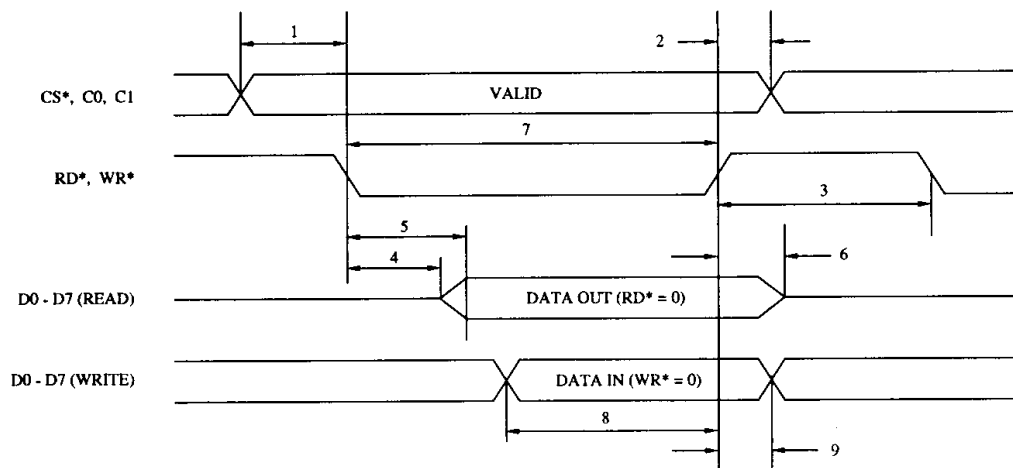 1
2
CS*, C0, C1
VALID
7
RD*, WR*
3
5
4
6
D0 - D7 (READ)
DATA OUT (RD* = 0)
D0 - D7 (WRITE)
DATA IN (WR* = 0)
8
9